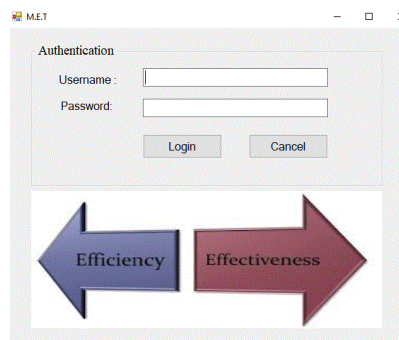 M.E.T
Authentication
Username :
Password:
Login Cancel
Efficiency Effectiveness